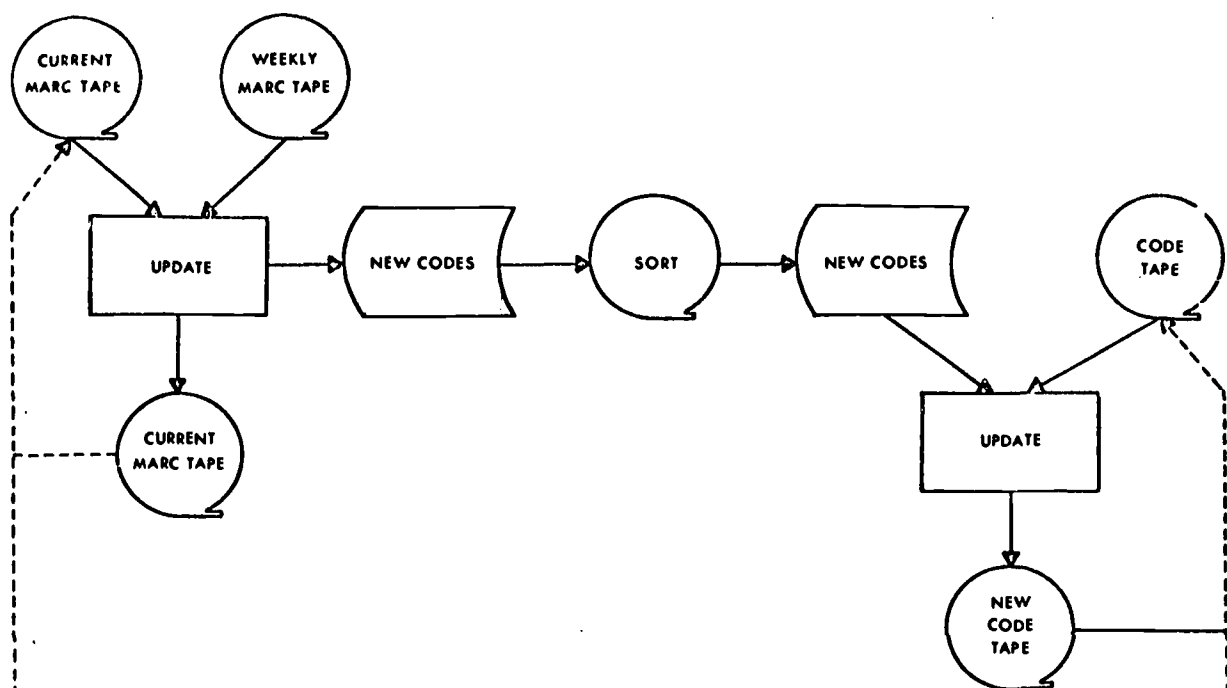 CURRENT
MARC TAPE
WEEKLY
MARC TAPE
UPDATE
NEW CODES
SORT
NEW CODES
CODE
TAPE
CURRENT
MARC TAPE
UPDATE
NEW
CODE
TAPE